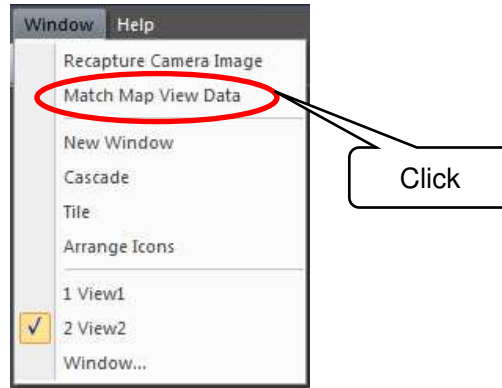 Window Help
Recapture Camera Image
Match Map View Data
Click
New Window
Cascade
Tile
Arrange Icons
1 View1
2 View2
Window...